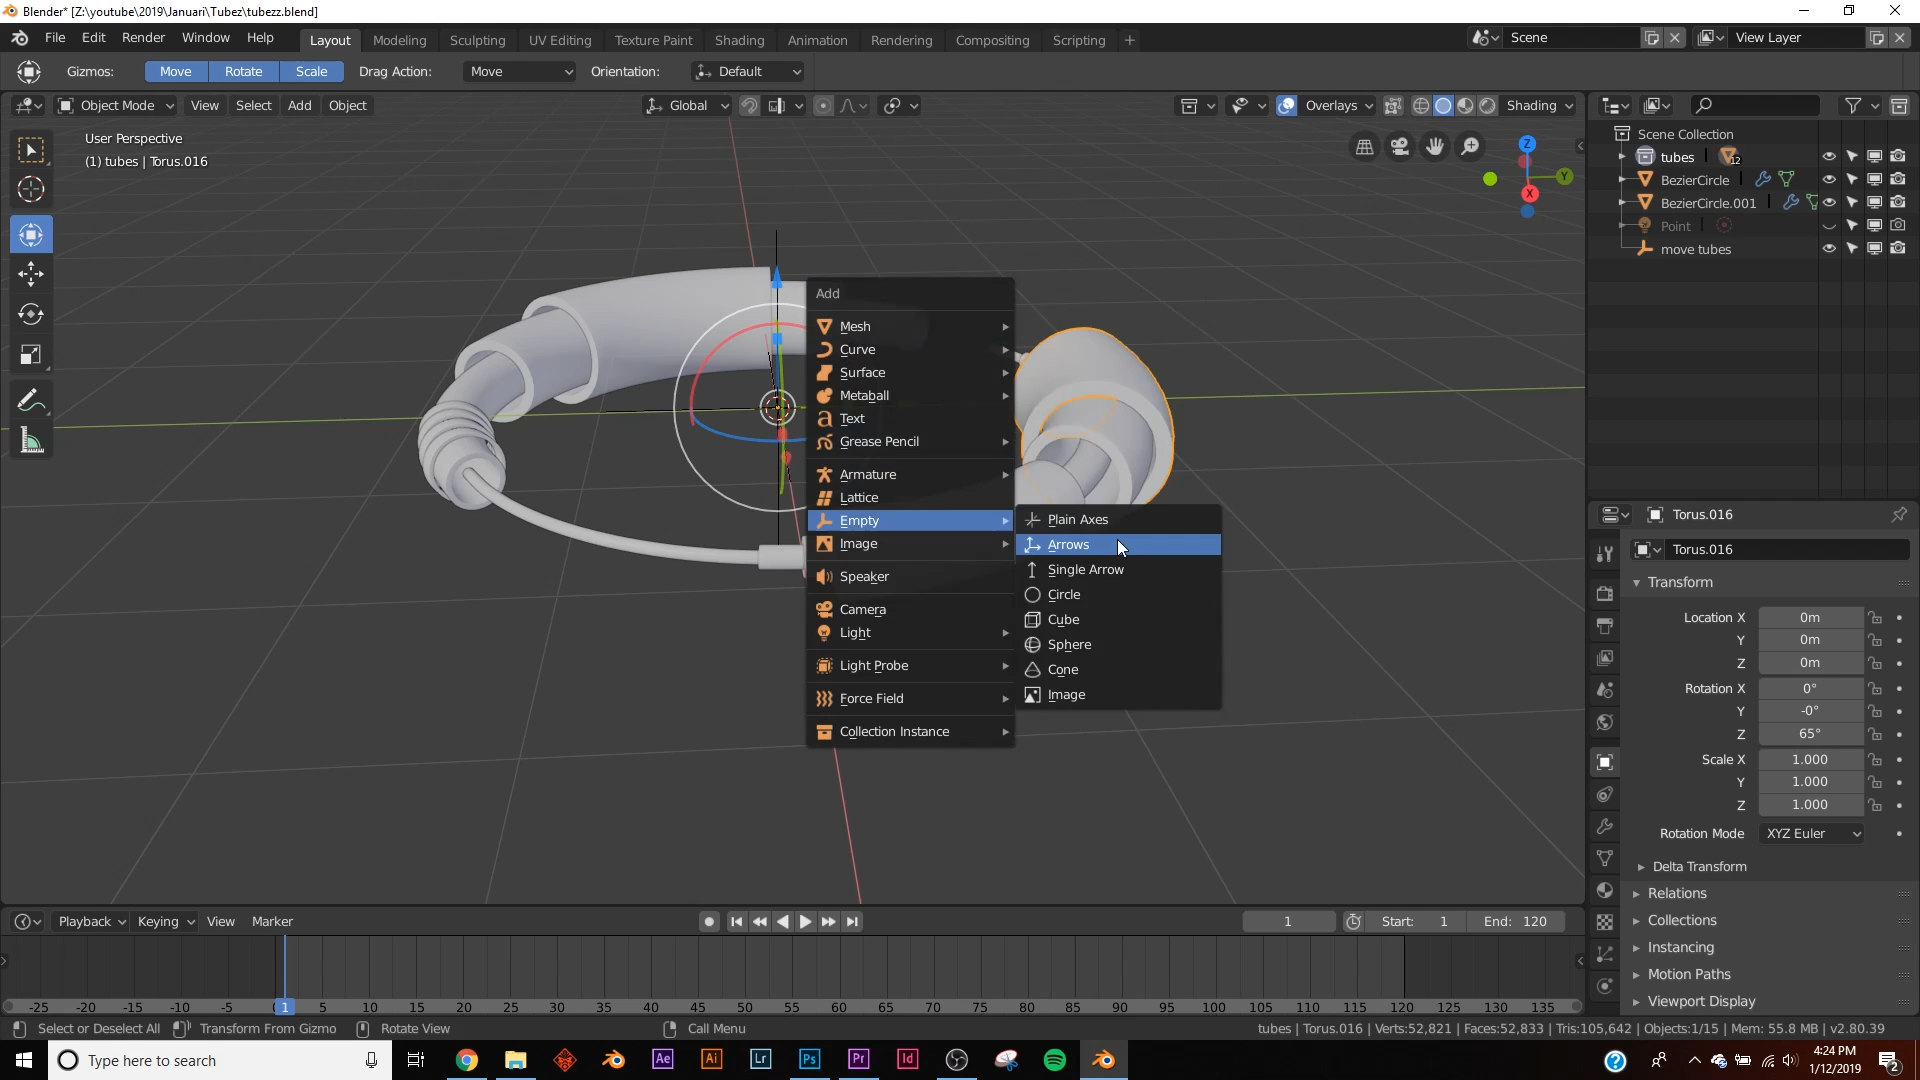 Blender* [Z:\youtube\2019\Januari\Tubez\tubezz.blend]
File Edit Render Window Help Layout Modeling Sculpting UV Editing Texture Paint Shading Animation Rendering Compositing Scripting + Scene View Layer
Gizmos: Move Rotate Scale Drag Action: Move Orientation: Default
Object Mode View Select Add Object Global Overlays Shading
User Perspective
(1) tubes | Torus.016
Z
Y
X
Scene Collection
tubes 12
BezierCircle
BezierCircle.001
Point
move tubes
Add
Mesh
Curve
Surface
Metaball
Text
Grease Pencil
Armature
Lattice
Empty
Image
Speaker
Camera
Light
Light Probe
Force Field
Collection Instance
Plain Axes
Arrows
Single Arrow
Circle
Cube
Sphere
Cone
Image
Torus.016
Torus.016
Transform
Location X 0m
Y 0m
Z 0m
Rotation X 0°
Y -0°
Z 65°
Scale X 1.000
Y 1.000
Z 1.000
Rotation Mode XYZ Euler
Delta Transform
Relations
Collections
Instancing
Motion Paths
Viewport Display
Playback Keying View Marker 1 Start: 1 End: 120
-25 -20 -15 -10 -5 1 5 10 15 20 25 30 35 40 45 50 55 60 65 70 75 80 85 90 95 100 105 110 115 120 125 130 135
Select or Deselect All Transform From Gizmo Rotate View Call Menu tubes | Torus.016 | Verts:52,821 | Faces:52,833 | Tris:105,642 | Objects:1/15 | Mem: 55.8 MB | v2.80.39
Type here to search Ae Ai Lr Ps Pr Id
4:24 PM
1/12/2019
2